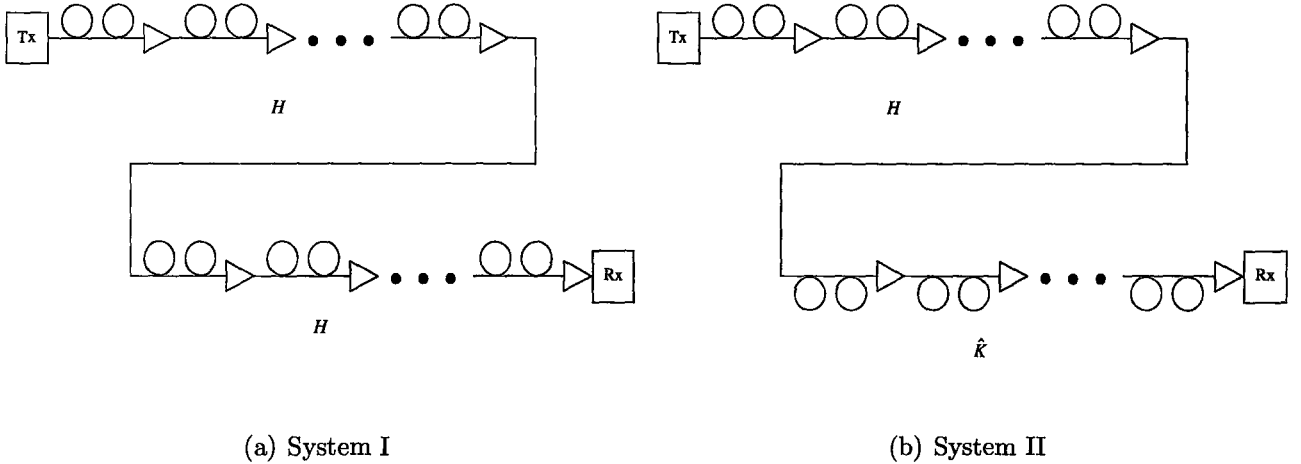 Tx
H
Rx
H
(a) System I
Tx
H
Rx
K̂
(b) System II